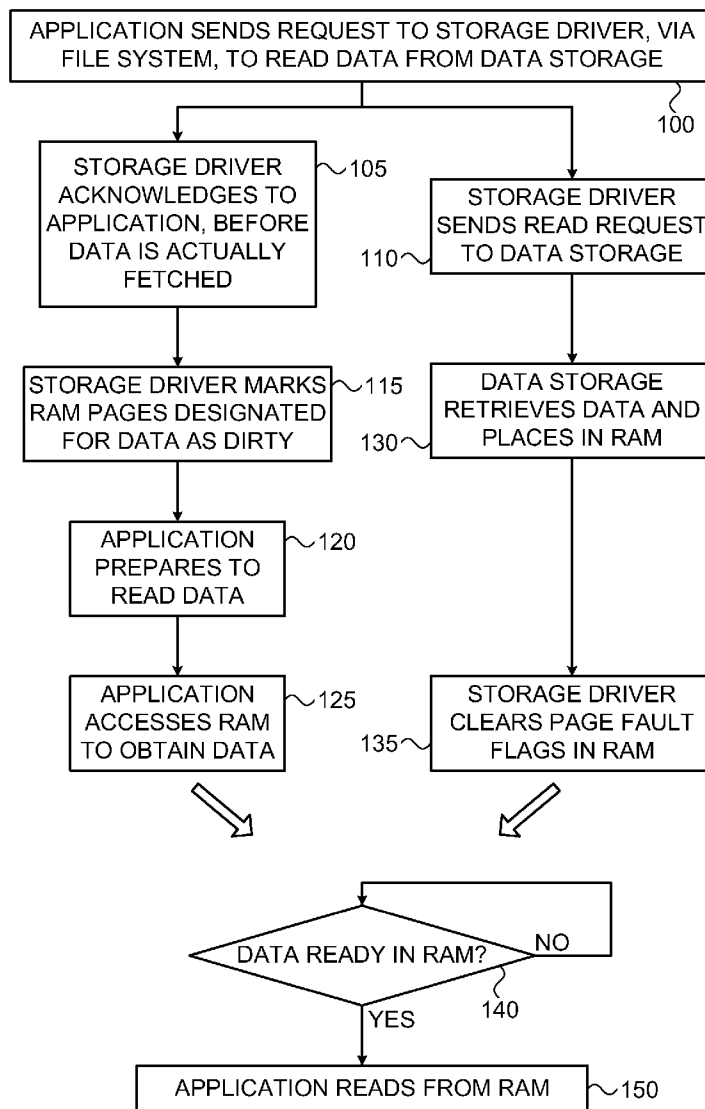 APPLICATION SENDS REQUEST TO STORAGE DRIVER, VIA
FILE SYSTEM, TO READ DATA FROM DATA STORAGE
100
STORAGE DRIVER
ACKNOWLEDGES TO
APPLICATION, BEFORE
DATA IS ACTUALLY
FETCHED
105
STORAGE DRIVER
SENDS READ REQUEST
TO DATA STORAGE
110
STORAGE DRIVER MARKS
RAM PAGES DESIGNATED
FOR DATA AS DIRTY
115
DATA STORAGE
RETRIEVES DATA AND
PLACES IN RAM
130
APPLICATION
PREPARES TO
READ DATA
120
APPLICATION
ACCESSES RAM
TO OBTAIN DATA
125
STORAGE DRIVER
CLEARS PAGE FAULT
FLAGS IN RAM
135
DATA READY IN RAM?
NO
140
YES
APPLICATION READS FROM RAM
150